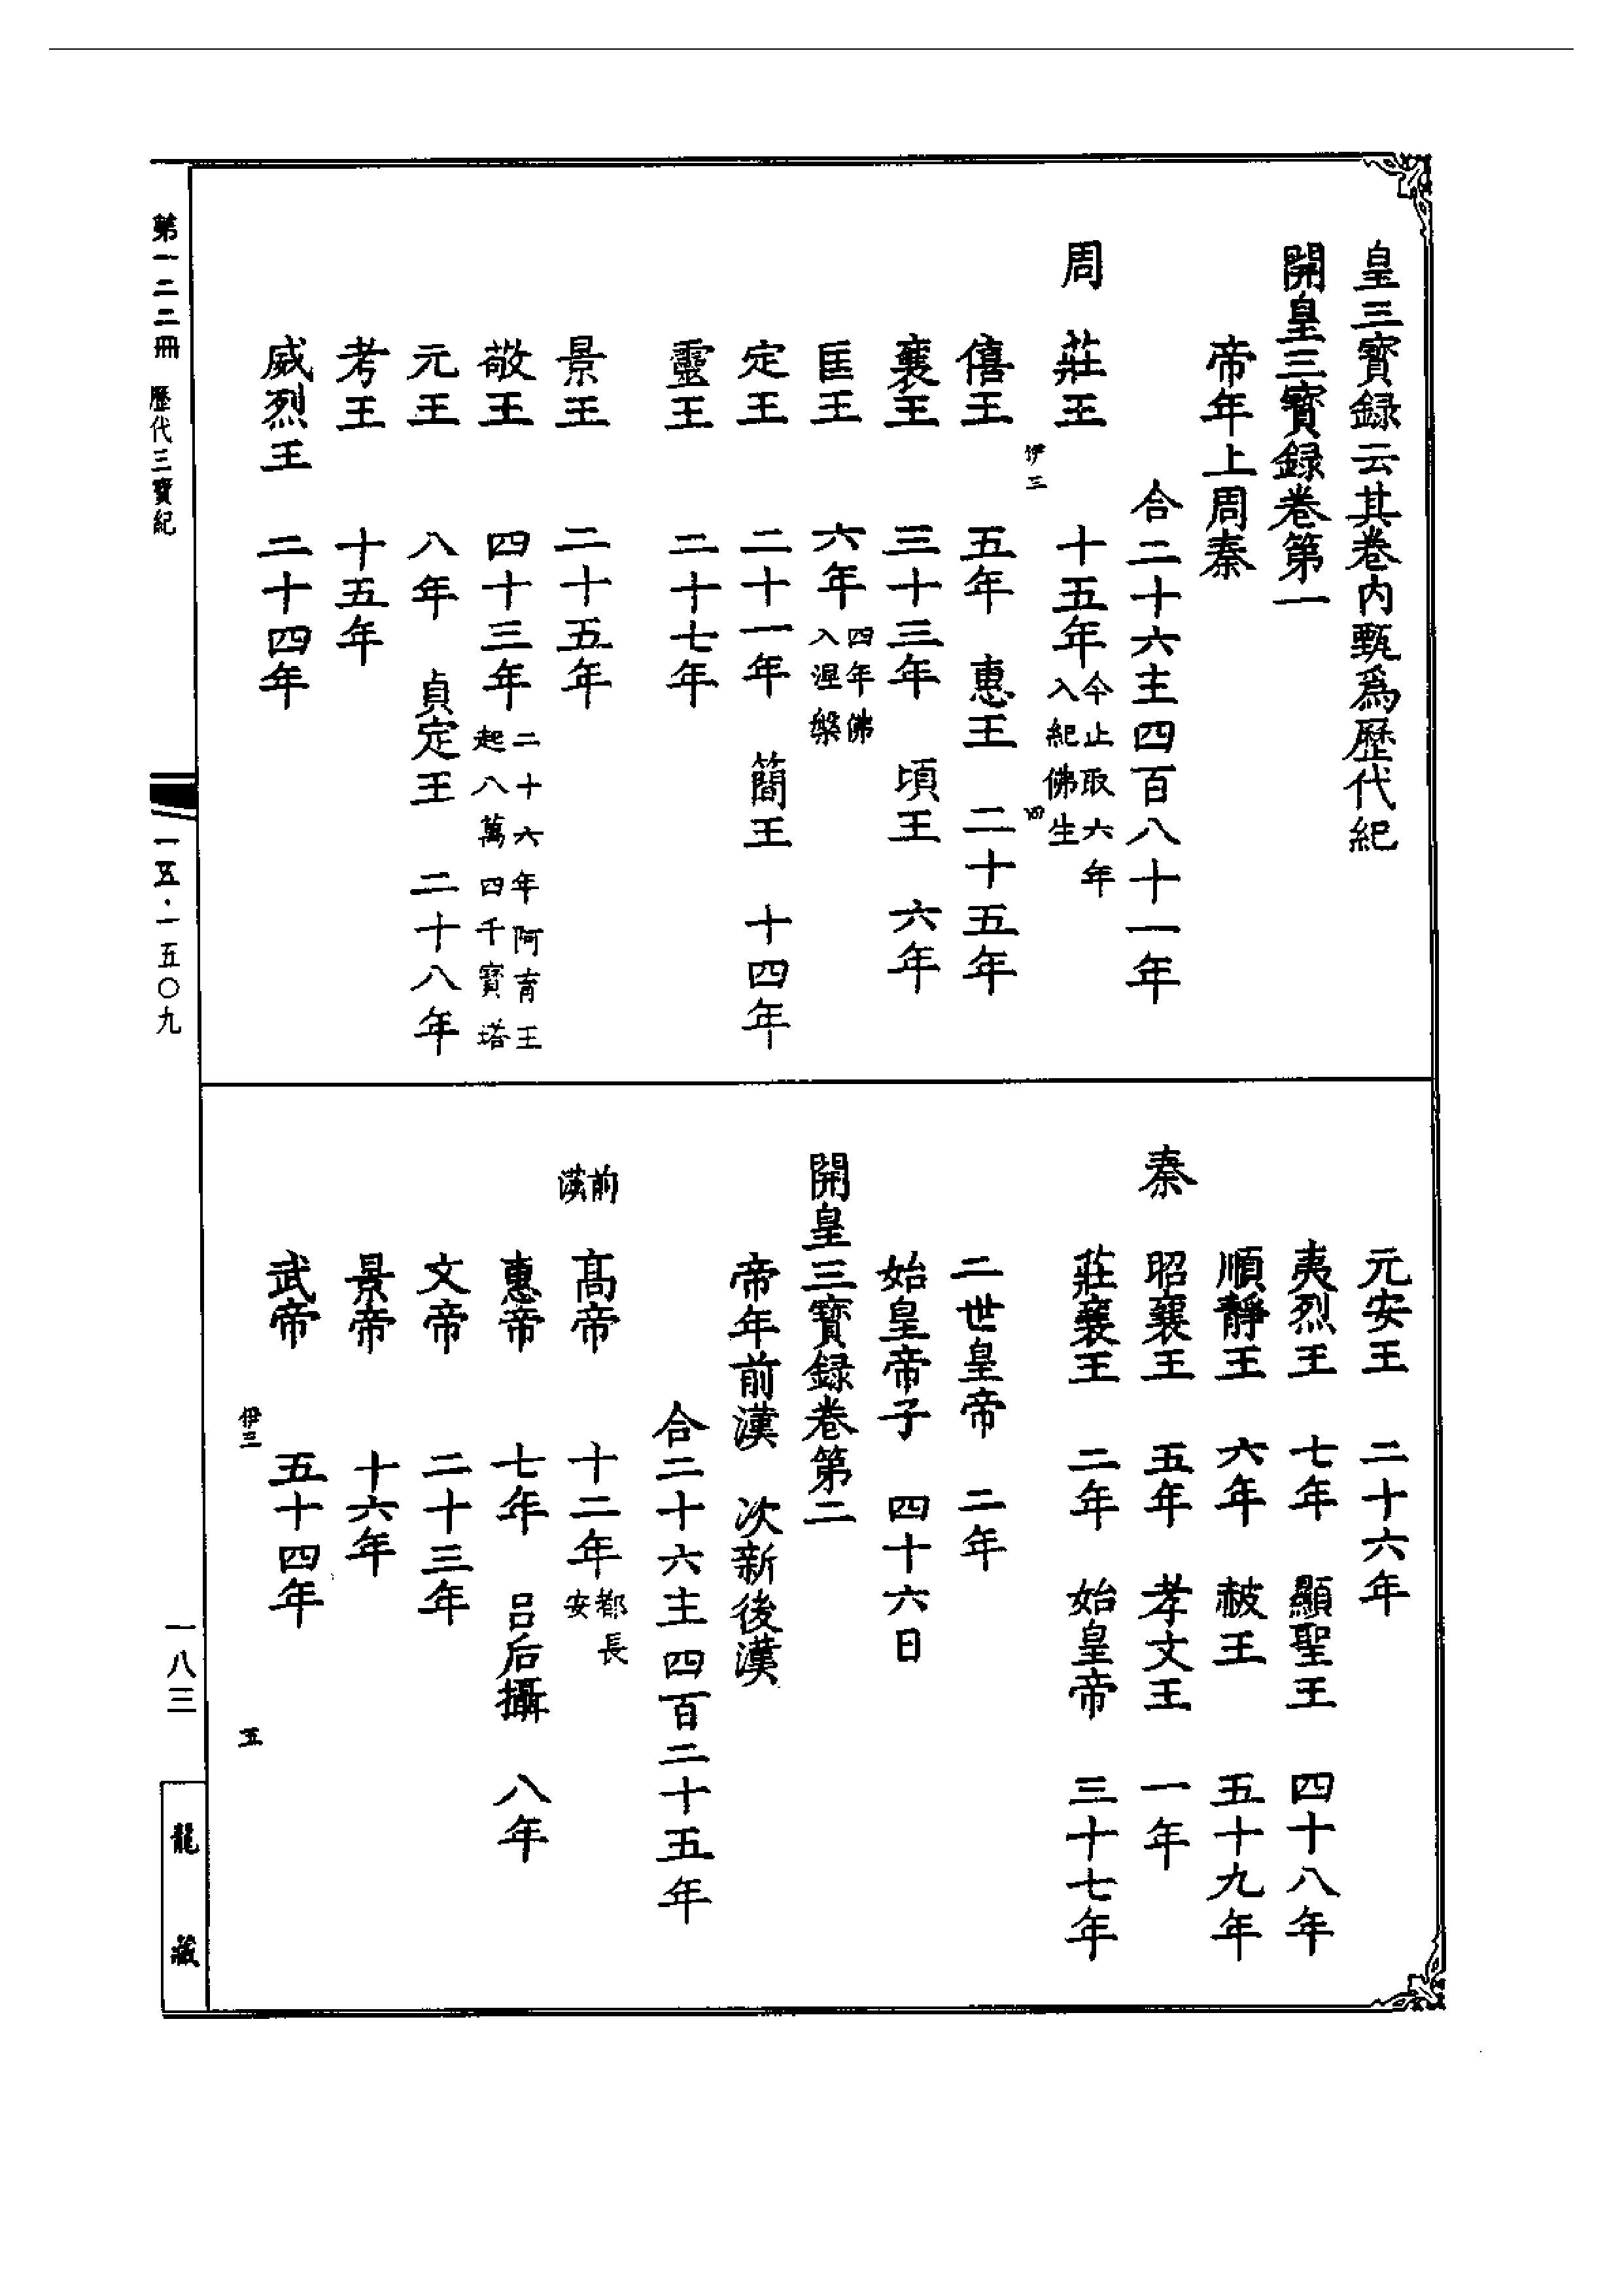 皇三寶録云其卷内甄爲歷代紀
開皇三寶録卷第一
帝年上周秦
合二十六主四百八十一年
周　莊王　十五年今止取六年入紀佛生
伊三　四
僖王　五年　惠王　二十五年
襄王　三十三年　頃王　六年
匡王　六年四年佛入涅槃
定王　二十一年　簡王　十四年
靈王　二十七年
景王　二十五年
敬王　四十三年二十六年阿育王起八萬四千寳塔
元王　八年　貞定王　二十八年
考王　十五年
威烈王　二十四年
元安王　二十六年
夷烈王　七年　顯聖王　四十八年
順靜王　六年　赧王　五十九年
秦　昭襄王　五年　孝文王　一年
莊襄王　二年　始皇帝　三十七年
二世皇帝　二年
始皇帝子　四十六日
開皇三寳録卷第二
帝年前漢　次新後漢
合二十六主四百二十五年
前漢　髙帝　十二年都長安
惠帝　七年　吕后攝　八年
文帝　二十三年
景帝　十六年
武帝　五十四年
伊三　五
第一二二冊　歷代三寶紀
一五·一五〇九
一八三
龍藏